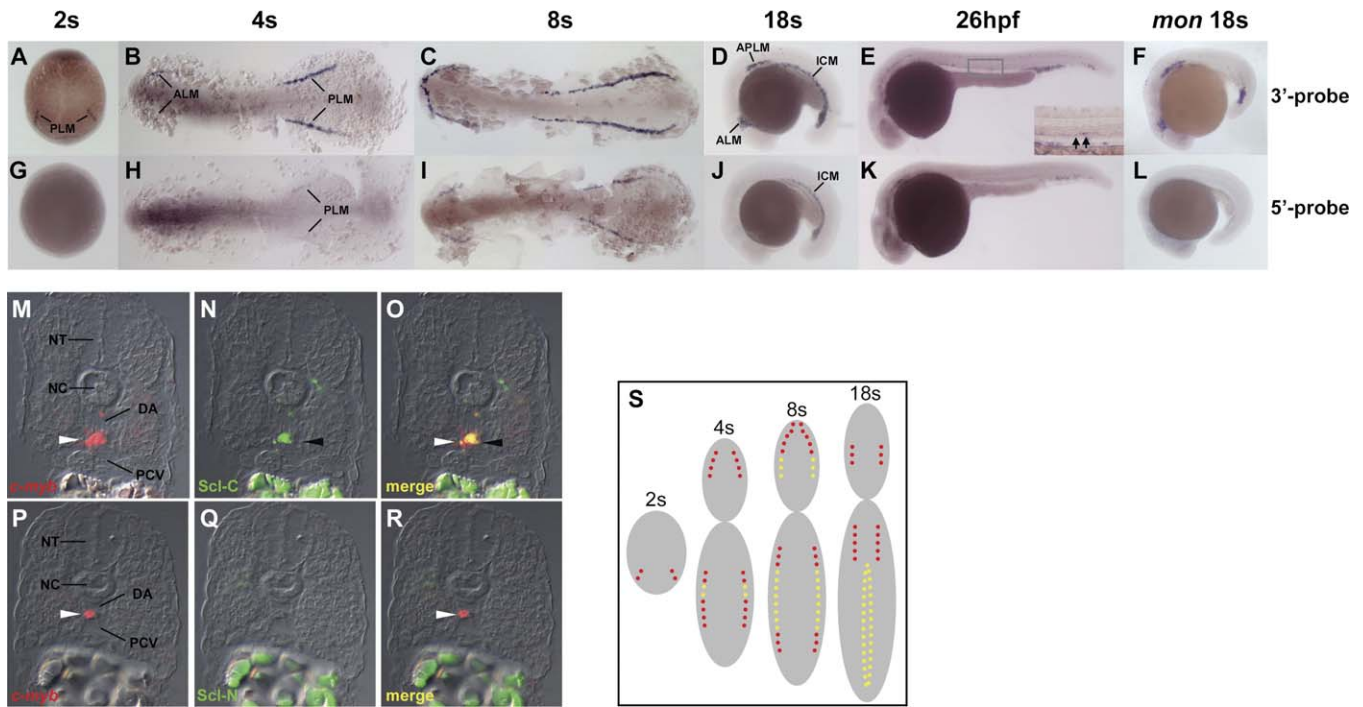 2s 4s 8s 18s 26hpf mon 18s
A B C D E F
ALM PLM PLM APLM ICM ALM
3'-probe
G H I J K L
PLM ICM
5'-probe
M N O
NT
NC
DA
PCV
c-myb Scl-C merge
P Q R
NT
NC
DA
PCV
c-myb Scl-N merge
S
2s 4s 8s 18s